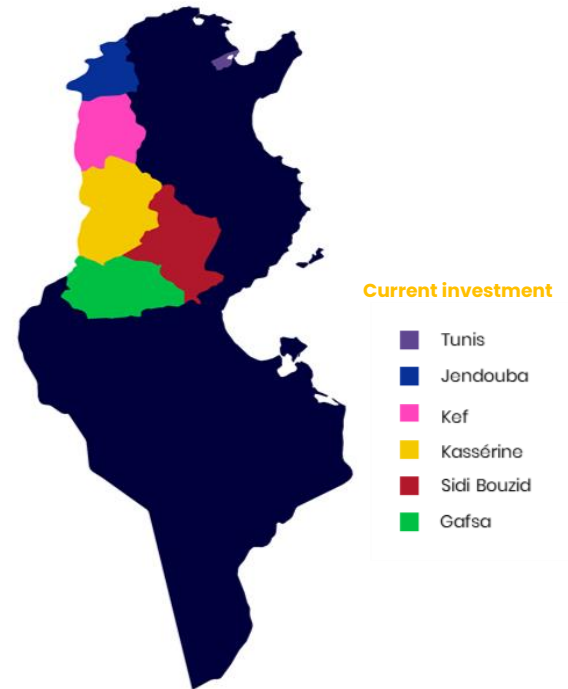 Current investment
Tunis
Jendouba
Kef
Kassérine
Sidi Bouzid
Gafsa